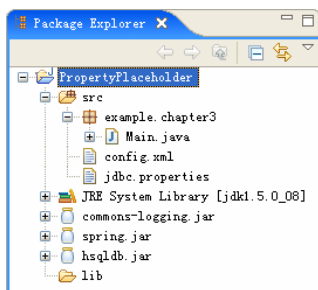 Package Explorer
PropertyPlaceholder
src
example.chapter3
Main.java
config.xml
jdbc.properties
JRE System Library [jdk1.5.0_08]
commons-logging.jar
spring.jar
hsqldb.jar
lib